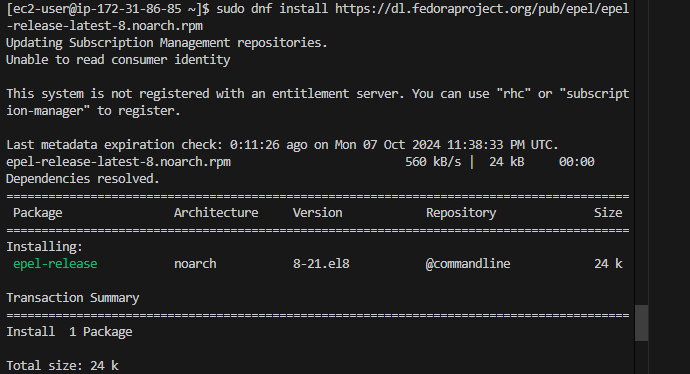 [ec2-user@ip-172-31-86-85 ~]$ sudo dnf install https://dl.fedoraproject.org/pub/epel/epel
-release-latest-8.noarch.rpm
Updating Subscription Management repositories.
Unable to read consumer identity

This system is not registered with an entitlement server. You can use "rhc" or "subscript
ion-manager" to register.

Last metadata expiration check: 0:11:26 ago on Mon 07 Oct 2024 11:38:33 PM UTC.
epel-release-latest-8.noarch.rpm                         560 kB/s |  24 kB     00:00
Dependencies resolved.
==========================================================================================
 Package                Architecture     Version            Repository              Size
==========================================================================================
Installing:
 epel-release           noarch           8-21.el8           @commandline            24 k

Transaction Summary
==========================================================================================
Install  1 Package

Total size: 24 k